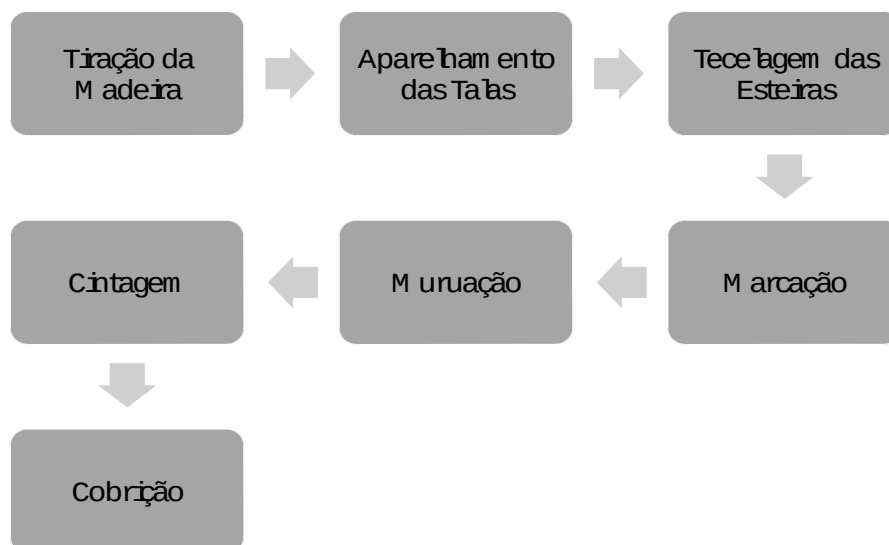 Tiração da
Madeira
Aparelhamento
das Talas
Tecelagem das
Esteiras
Marcação
Muruação
Cintagem
Cobrição